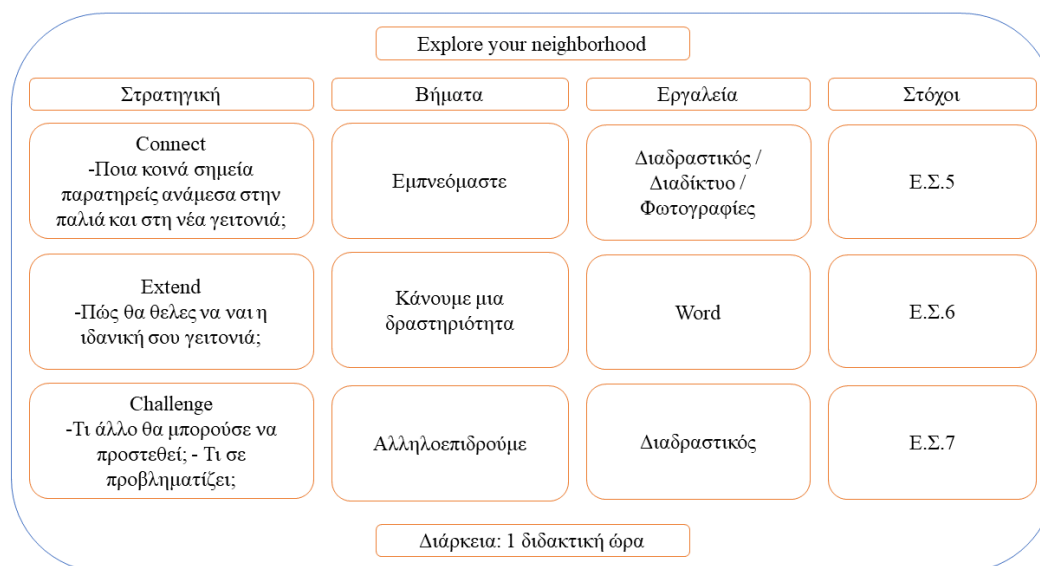 Explore your neighborhood
Στρατηγική
Βήματα
Εργαλεία
Στόχοι
Connect
-Ποια κοινά σημεία
παρατηρείς ανάμεσα στην
παλιά και στη νέα γειτονιά;
Εμπνεόμαστε
Διαδραστικός /
Διαδίκτυο /
Φωτογραφίες
Ε.Σ.5
Extend
-Πώς θα θελες να ναι η
ιδανική σου γειτονιά;
Κάνουμε μια
δραστηριότητα
Word
Ε.Σ.6
Challenge
-Τι άλλο θα μπορούσε να
προστεθεί; - Τι σε
προβληματίζει;
Αλληλοεπιδρούμε
Διαδραστικός
Ε.Σ.7
Διάρκεια: 1 διδακτική ώρα